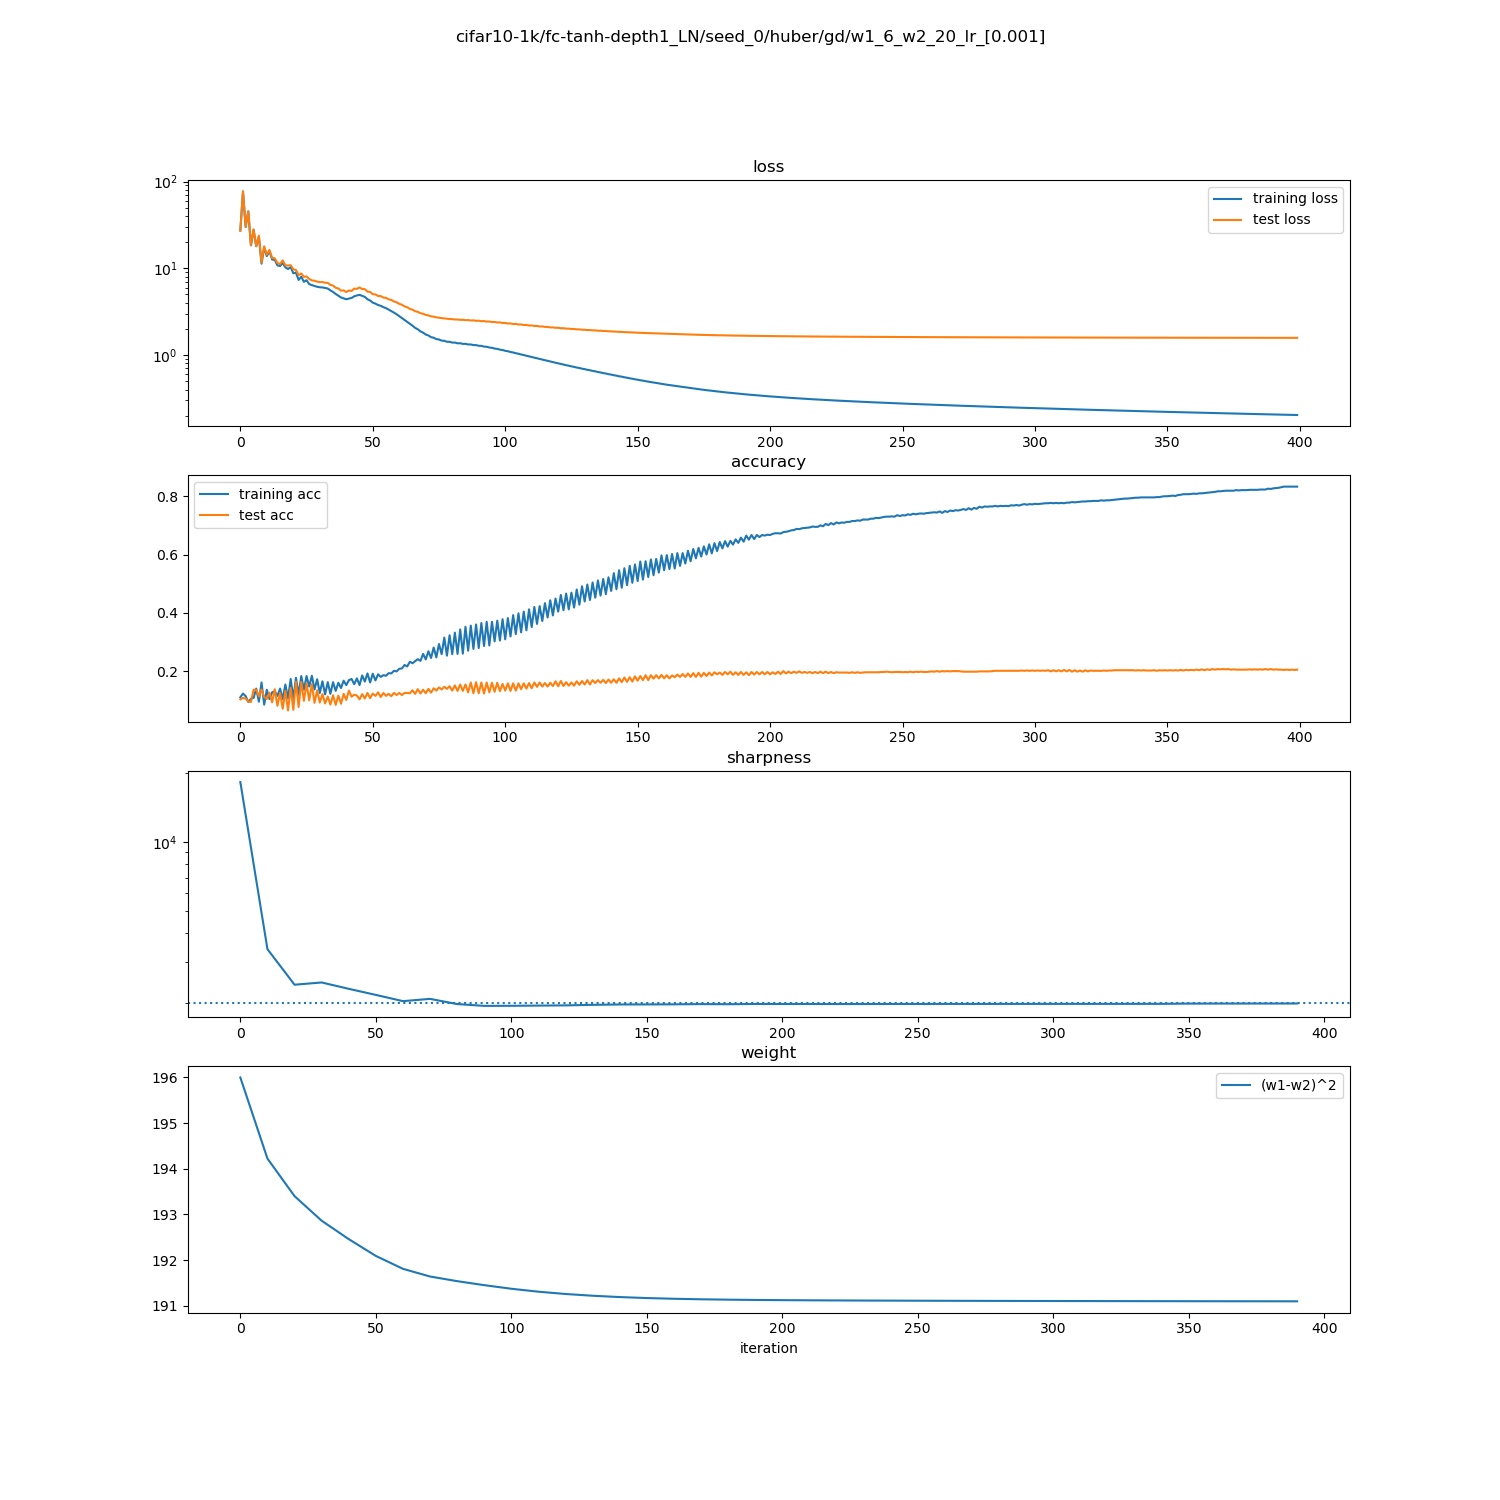 cifar10-1k/fc-tanh-depth1_LN/seed_0/huber/gd/w1_6_w2_20_lr_[0.001]
loss
10^2
10^1
10^0
training loss
test loss
0 50 100 150 200 250 300 350 400
accuracy
0.8
0.6
0.4
0.2
training acc
test acc
0 50 100 150 200 250 300 350 400
sharpness
10^4
0 50 100 150 200 250 300 350 400
weight
196
195
194
193
192
191
(w1-w2)^2
0 50 100 150 200 250 300 350 400
iteration